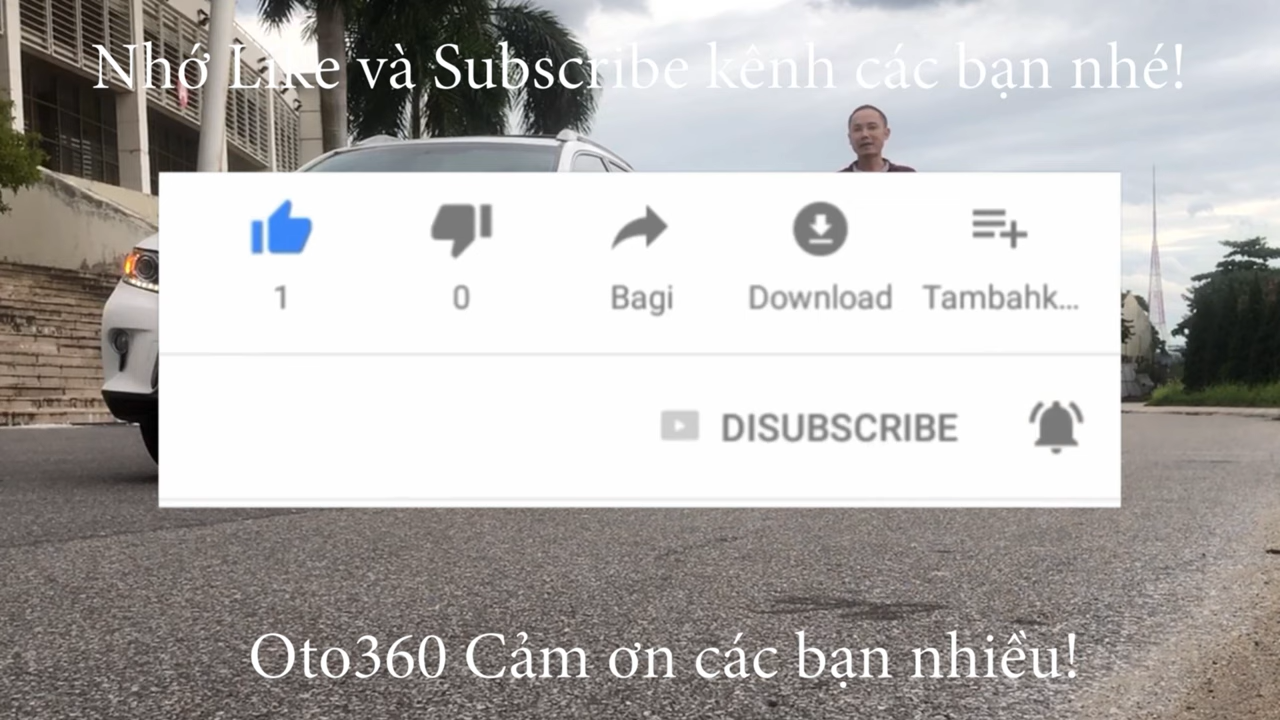 Nhớ Like và Subscribe kênh các bạn nhé!
1 0 Bagi Download Tambahk...
DISUBSCRIBE
Oto360 Cảm ơn các bạn nhiều!